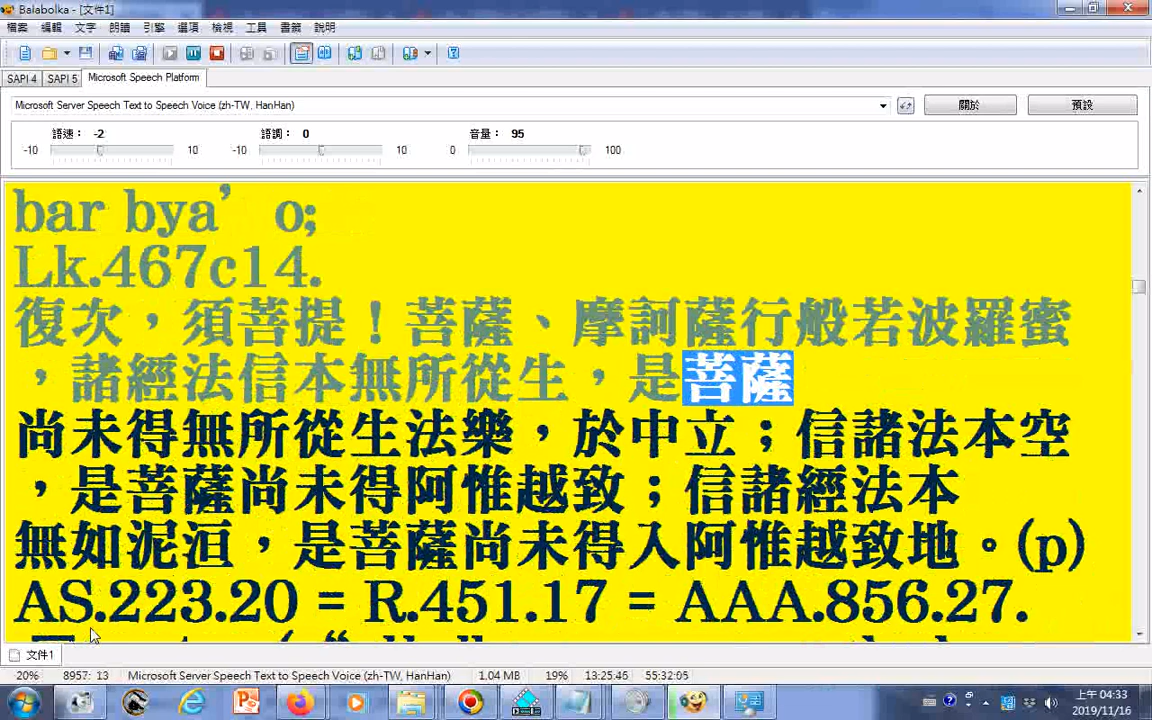 Balabolka - [文件1]
檔案 編輯 文字 朗讀 引擎 選項 檢視 工具 書籤 說明
SAPI 4 SAPI 5 Microsoft Speech Platform
Microsoft Server Speech Text to Speech Voice (zh-TW, HanHan) 關於 預設
語速： -2 語調： 0 音量： 95
-10 10 -10 10 0 100
bar bya’ o;
Lk.467c14.
復次，須菩提！菩薩、摩訶薩行般若波羅蜜
，諸經法信本無所從生，是菩薩
尚未得無所從生法樂，於中立；信諸法本空
，是菩薩尚未得阿惟越致；信諸經法本
無如泥洹，是菩薩尚未得入阿惟越致地。(p)
AS.223.20 = R.451.17 = AAA.856.27.
文件1
20% 8957: 13 Microsoft Server Speech Text to Speech Voice (zh-TW, HanHan) 1.04 MB 19% 13:25:46 55:32:05
上午 04:33
2019/11/16